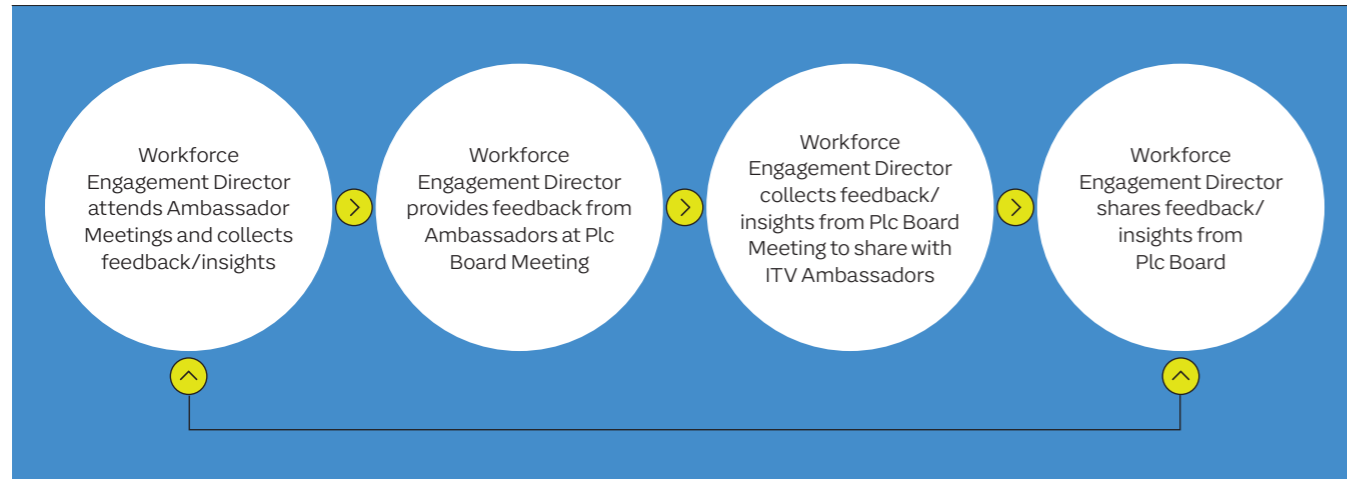 Workforce
Engagement Director
attends Ambassador
Meetings and collects
feedback/insights
Workforce
Engagement Director
provides feedback from
Ambassadors at Plc
Board Meeting
Workforce
Engagement Director
collects feedback/
insights from Plc Board
Meeting to share with
ITV Ambassadors
Workforce
Engagement Director
shares feedback/
insights from
Plc Board